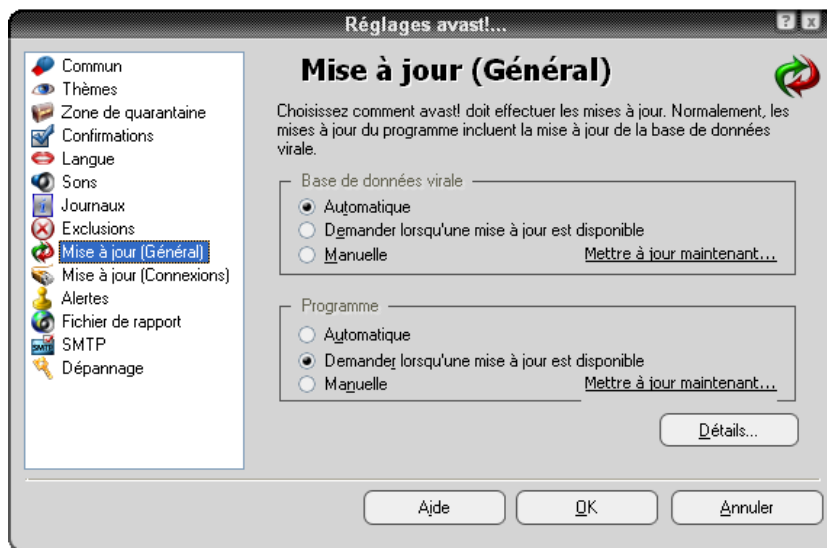 Réglages avast!...
Commun
Thèmes
Zone de quarantaine
Confirmations
Langue
Sons
Journaux
Exclusions
Mise à jour (Général)
Mise à jour (Connexions)
Alertes
Fichier de rapport
SMTP
Dépannage
Mise à jour (Général)
Choisissez comment avast! doit effectuer les mises à jour. Normalement, les
mises à jour du programme incluent la mise à jour de la base de données
virale.
Base de données virale
Automatique
Demander lorsqu'une mise à jour est disponible
Manuelle
Mettre à jour maintenant...
Programme
Automatique
Demander lorsqu'une mise à jour est disponible
Manuelle
Mettre à jour maintenant...
Détails...
Aide
OK
Annuler